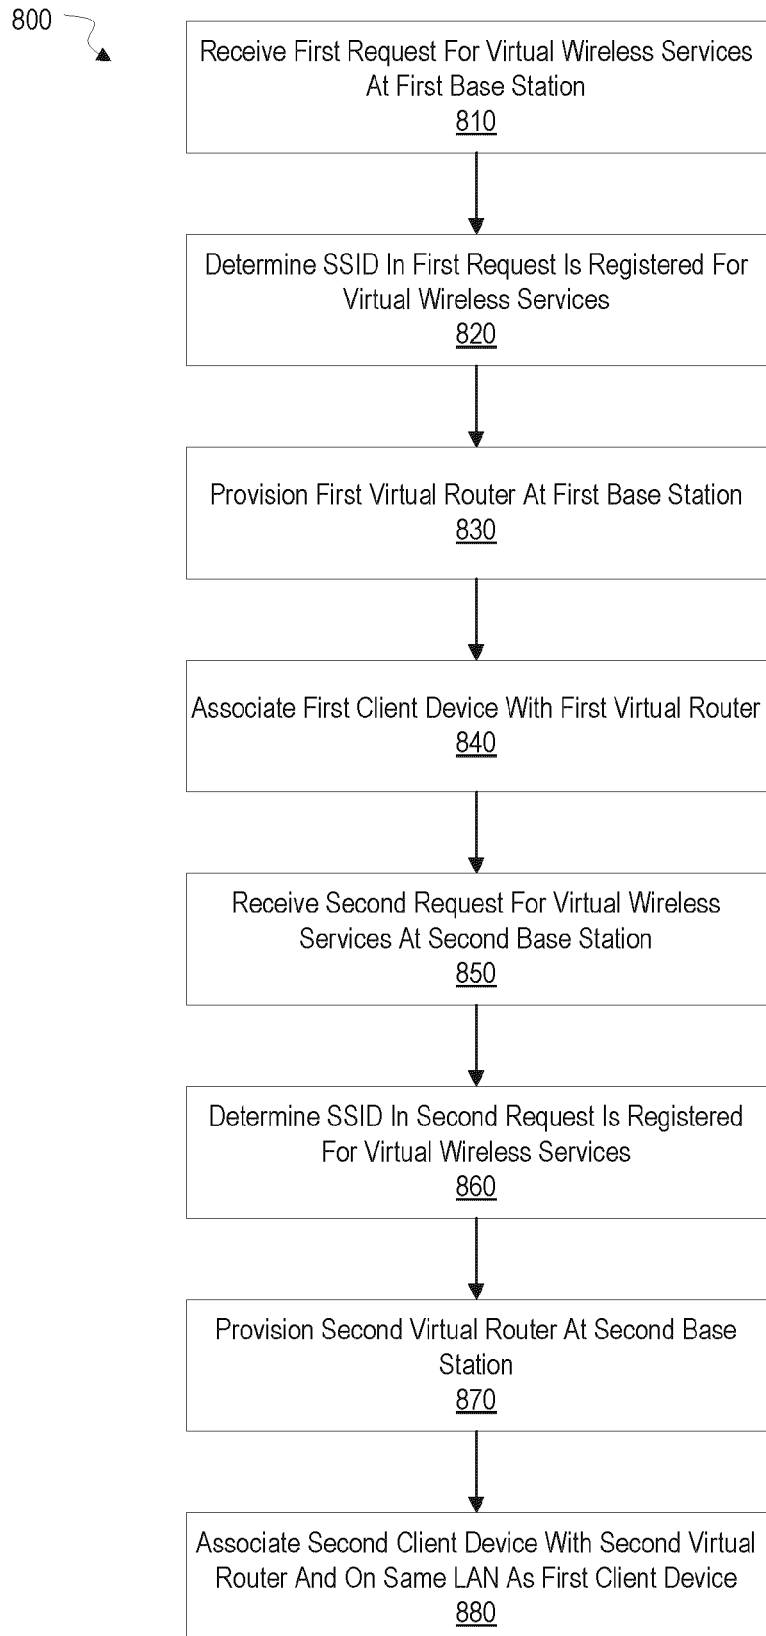 800
Receive First Request For Virtual Wireless Services
At First Base Station
810
Determine SSID In First Request Is Registered For
Virtual Wireless Services
820
Provision First Virtual Router At First Base Station
830
Associate First Client Device With First Virtual Router
840
Receive Second Request For Virtual Wireless
Services At Second Base Station
850
Determine SSID In Second Request Is Registered
For Virtual Wireless Services
860
Provision Second Virtual Router At Second Base
Station
870
Associate Second Client Device With Second Virtual
Router And On Same LAN As First Client Device
880